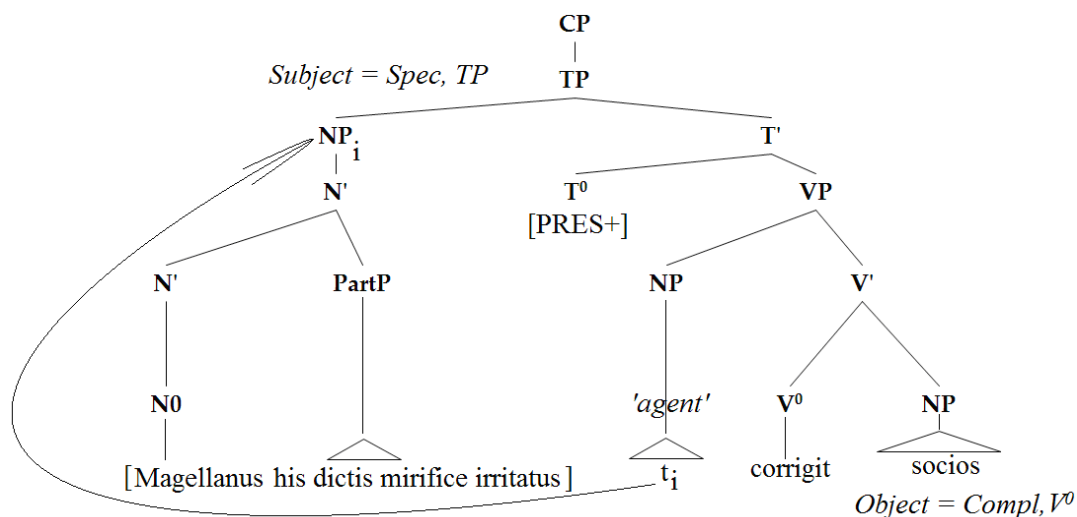 CP
Subject = Spec, TP
TP
NPi T'
N' T⁰ VP
[PRES+]
N' PartP NP V'
N0 'agent' V⁰ NP
[Magellanus his dictis mirifice irritatus] ti corrigit socios
Object = Compl, V⁰